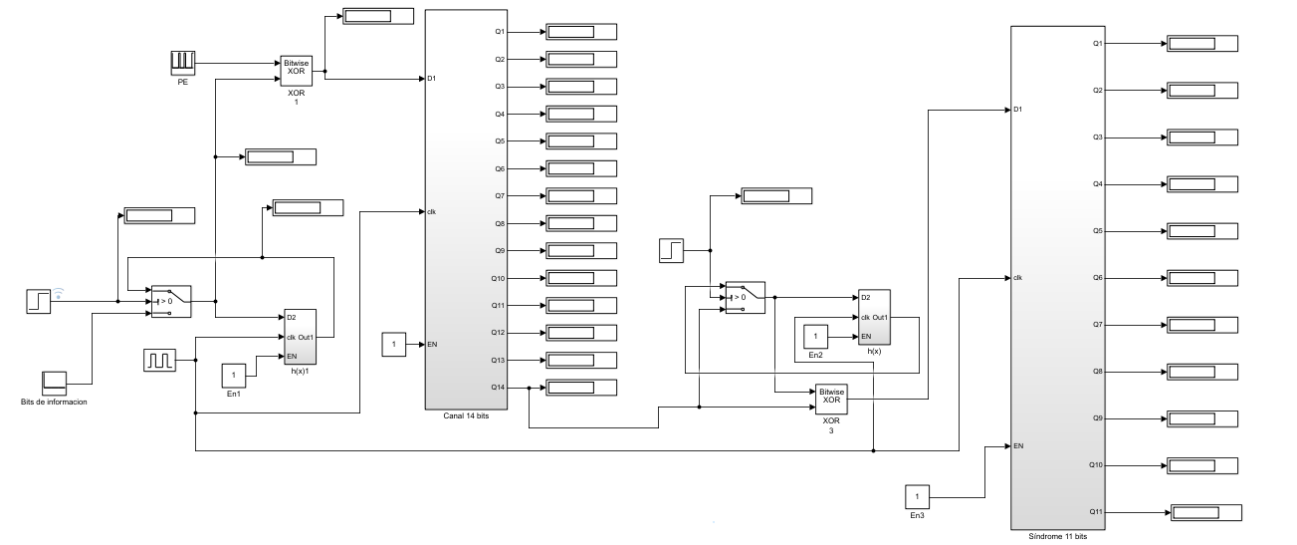 PE
Bitwise
XOR
XOR
1
> 0
Bits de informacion
1
En1
D2
clk Out1
EN
h(x)1
D1
clk
EN
1
Q1
Q2
Q3
Q4
Q5
Q6
Q7
Q8
Q9
Q10
Q11
Q12
Q13
Q14
Canal 14 bits
> 0
1
En2
D2
clk Out1
EN
h(x)
Bitwise
XOR
XOR
3
1
En3
D1
clk
EN
Q1
Q2
Q3
Q4
Q5
Q6
Q7
Q8
Q9
Q10
Q11
Síndrome 11 bits